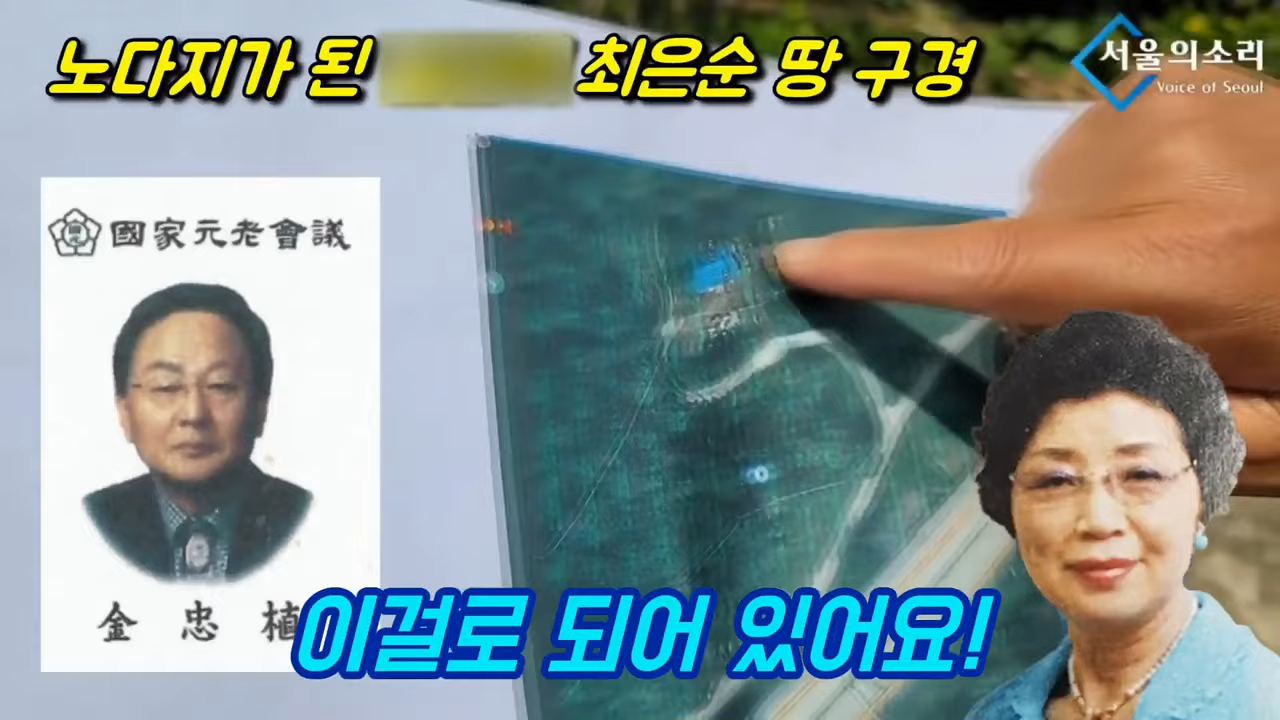 노다지가 된 최은순 땅 구경
서울의소리
Voice of Seoul
國家元老會議
金 忠 植
이걸로 되어 있어요!